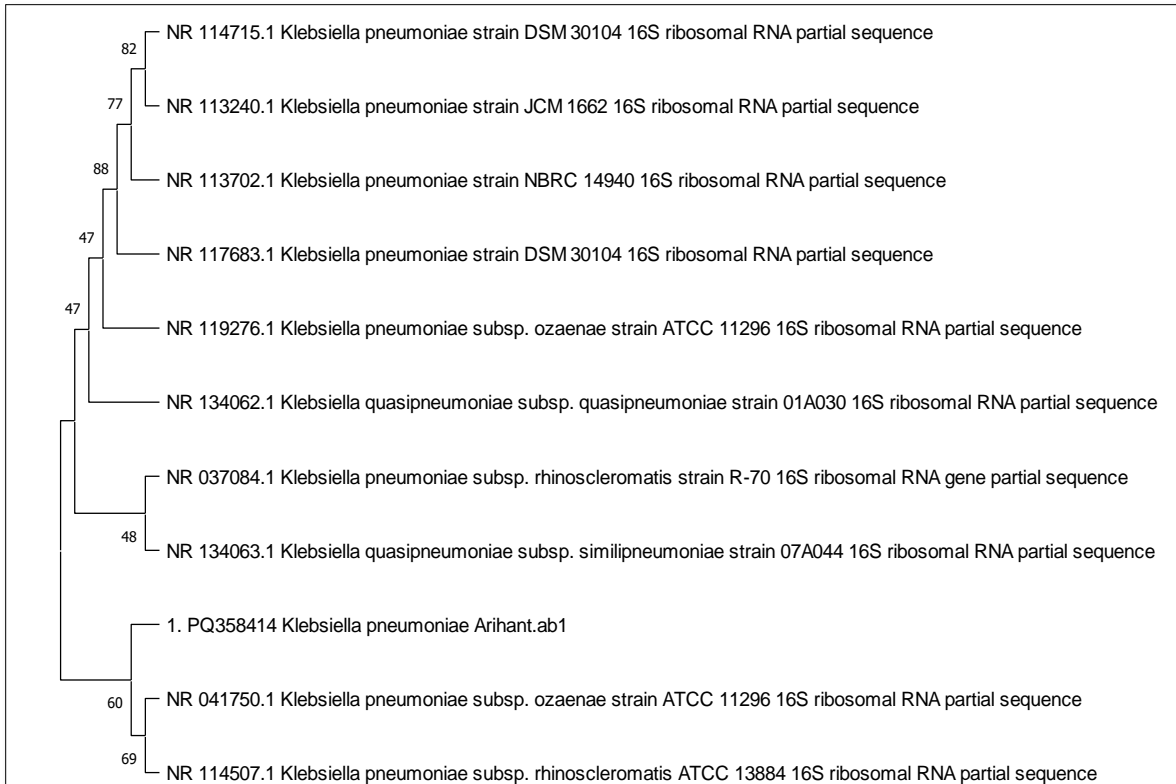 NR 114715.1 Klebsiella pneumoniae strain DSM 30104 16S ribosomal RNA partial sequence
82
77
NR 113240.1 Klebsiella pneumoniae strain JCM 1662 16S ribosomal RNA partial sequence
88
NR 113702.1 Klebsiella pneumoniae strain NBRC 14940 16S ribosomal RNA partial sequence
47
NR 117683.1 Klebsiella pneumoniae strain DSM 30104 16S ribosomal RNA partial sequence
47
NR 119276.1 Klebsiella pneumoniae subsp. ozaenae strain ATCC 11296 16S ribosomal RNA partial sequence
NR 134062.1 Klebsiella quasipneumoniae subsp. quasipneumoniae strain 01A030 16S ribosomal RNA partial sequence
NR 037084.1 Klebsiella pneumoniae subsp. rhinoscleromatis strain R-70 16S ribosomal RNA gene partial sequence
48
NR 134063.1 Klebsiella quasipneumoniae subsp. similipneumoniae strain 07A044 16S ribosomal RNA partial sequence
1. PQ358414 Klebsiella pneumoniae Arihant.ab1
60
NR 041750.1 Klebsiella pneumoniae subsp. ozaenae strain ATCC 11296 16S ribosomal RNA partial sequence
69
NR 114507.1 Klebsiella pneumoniae subsp. rhinoscleromatis ATCC 13884 16S ribosomal RNA partial sequence